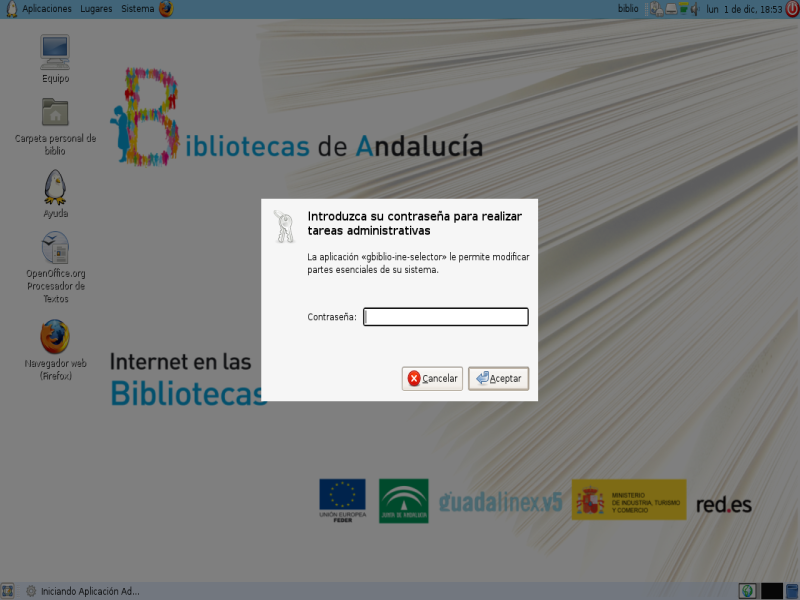 Aplicaciones Lugares Sistema
biblio lun 1 de dic, 18:53
Equipo
Carpeta personal de
biblio
Ayuda
OpenOffice.org
Procesador de
Textos
Navegador web
(Firefox)
Bibliotecas de Andalucía
Introduzca su contraseña para realizar
tareas administrativas
La aplicación «gbiblio-ine-selector» le permite modificar
partes esenciales de su sistema.
Contraseña:
Cancelar Aceptar
Internet en las
Bibliotecas
UNIÓN EUROPEA
FEDER
JUNTA DE ANDALUCIA
guadalinex.v5
MINISTERIO
DE INDUSTRIA, TURISMO
Y COMERCIO
red.es
Iniciando Aplicación Ad...